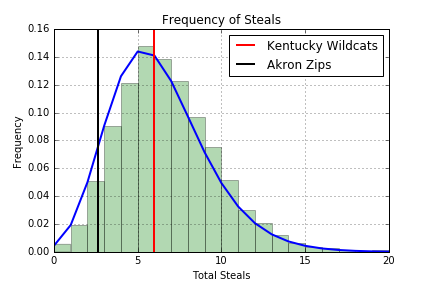 Frequency of Steals
Kentucky Wildcats
Akron Zips
Frequency
0.16
0.14
0.12
0.10
0.08
0.06
0.04
0.02
0.00
0 5 10 15 20
Total Steals